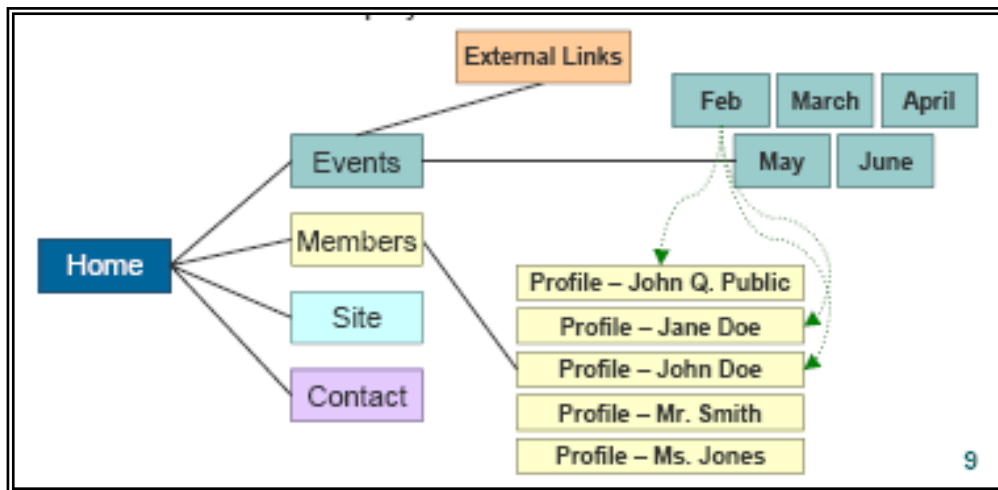 External Links
Feb
March
April
Events
May
June
Members
Home
Profile – John Q. Public
Site
Profile – Jane Doe
Profile – John Doe
Contact
Profile – Mr. Smith
Profile – Ms. Jones
9